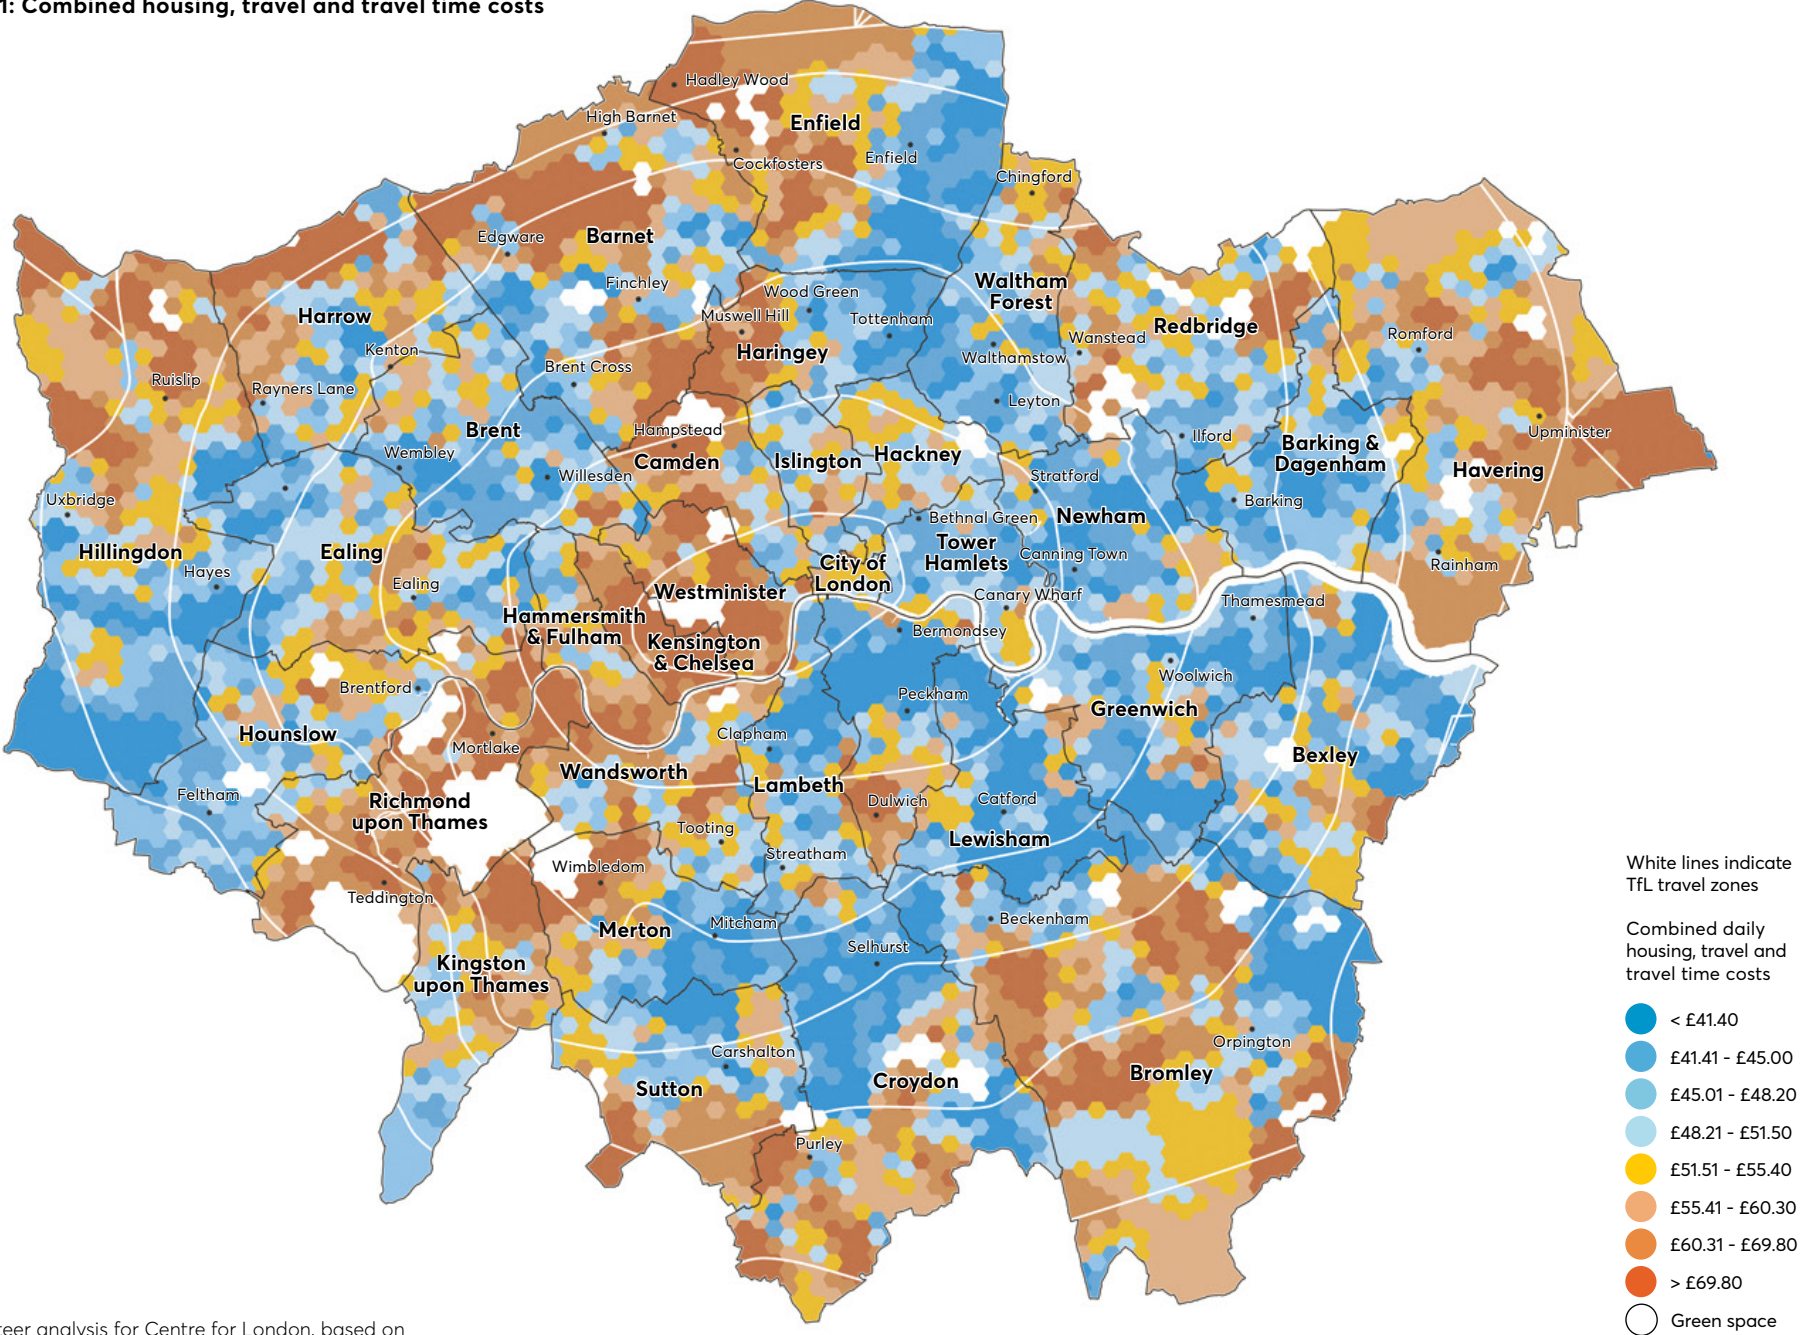 1: Combined housing, travel and travel time costs
Hadley Wood
High Barnet
Enfield
Cockfosters
Enfield
Chingford
Edgware
Barnet
Finchley
Wood Green
Muswell Hill
Tottenham
Haringey
Waltham
Forest
Walthamstow
Wanstead
Redbridge
Romford
Harrow
Kenton
Rayners Lane
Ruislip
Brent Cross
Leyton
Brent
Hampstead
Camden
Islington
Hackney
Ilford
Barking &
Dagenham
Upminister
Havering
Wembley
Willesden
Stratford
Barking
Uxbridge
Bethnal Green
Newham
Hillingdon
Ealing
Hayes
Ealing
City of
London
Tower
Hamlets
Canning Town
Rainham
Westminister
Canary Wharf
Thamesmead
Hammersmith
& Fulham
Kensington
& Chelsea
Bermondsey
Brentford
Peckham
Woolwich
Greenwich
Hounslow
Mortlake
Clapham
Bexley
Wandsworth
Lambeth
Feltham
Richmond
upon Thames
Dulwich
Catford
Tooting
Lewisham
Streatham
Wimbledom
Teddington
Merton
Mitcham
Beckenham
Selhurst
Kingston
upon Thames
Orpington
Carshalton
Sutton
Croydon
Bromley
Purley
White lines indicate
TfL travel zones
Combined daily
housing, travel and
travel time costs
< £41.40
£41.41 - £45.00
£45.01 - £48.20
£48.21 - £51.50
£51.51 - £55.40
£55.41 - £60.30
£60.31 - £69.80
> £69.80
Green space
teer analysis for Centre for London, based on